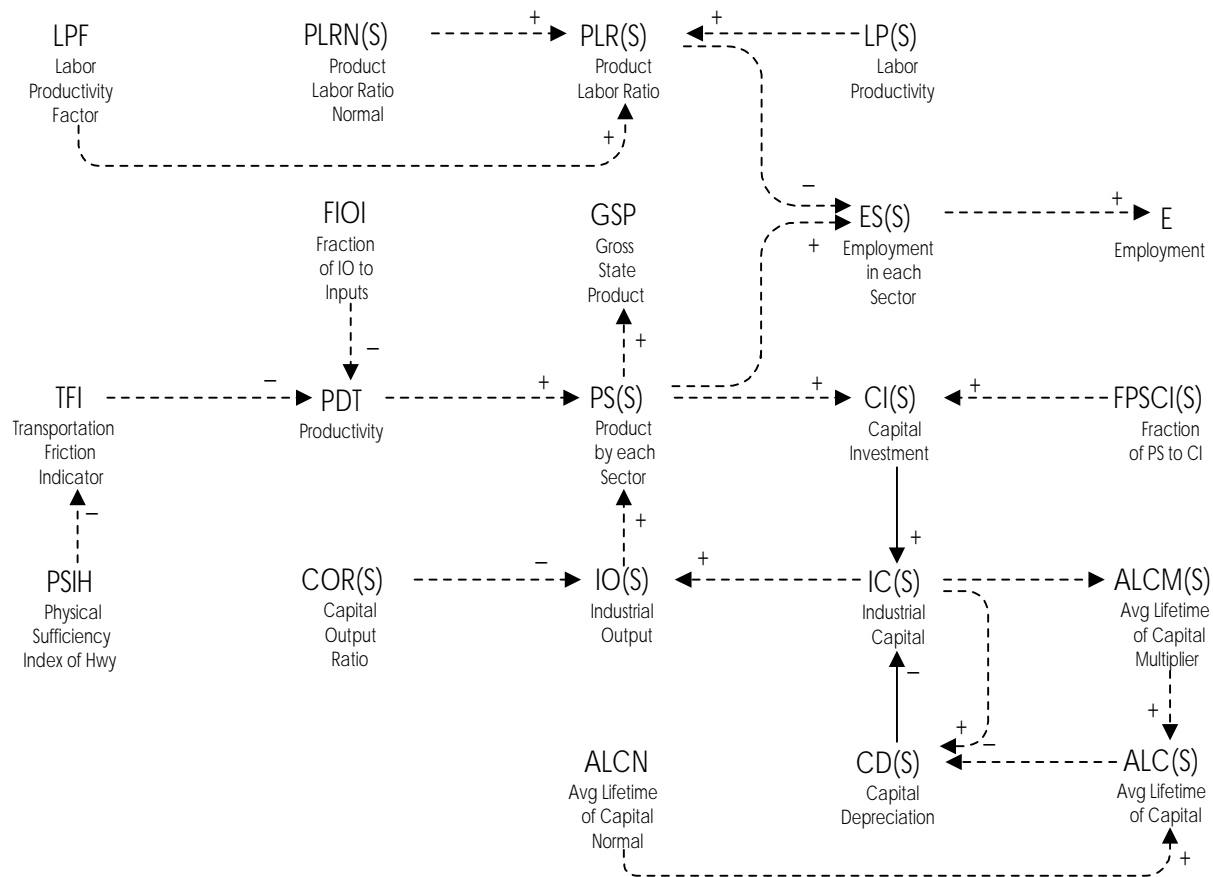 LPF
Labor
Productivity
Factor
PLRN(S)
Product
Labor Ratio
Normal
+
PLR(S)
Product
Labor Ratio
+
LP(S)
Labor
Productivity
+
–
FIOI
Fraction
of IO to
Inputs
–
GSP
Gross
State
Product
+
ES(S)
Employment
in each
Sector
+
+
E
Employment
TFI
Transportation
Friction
Indicator
–
–
PDT
Productivity
+
PS(S)
Product
by each
Sector
+
+
CI(S)
Capital
Investment
+
+
FPSCI(S)
Fraction
of PS to CI
PSIH
Physical
Sufficiency
Index of Hwy
COR(S)
Capital
Output
Ratio
–
IO(S)
Industrial
Output
+
IC(S)
Industrial
Capital
–
ALCM(S)
Avg Lifetime
of Capital
Multiplier
+
ALCN
Avg Lifetime
of Capital
Normal
CD(S)
Capital
Depreciation
+
–
ALC(S)
Avg Lifetime
of Capital
+